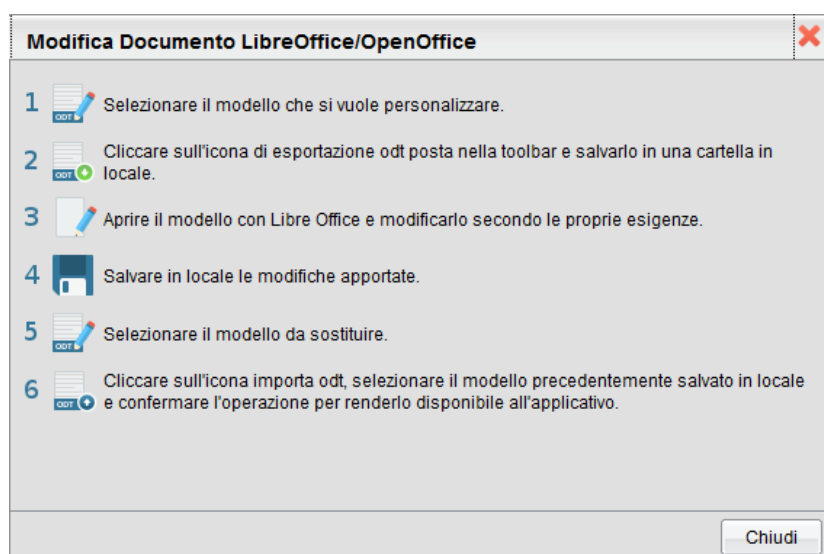 Modifica Documento LibreOffice/OpenOffice
1 ODT Selezionare il modello che si vuole personalizzare.
2 ODT Cliccare sull'icona di esportazione odt posta nella toolbar e salvarlo in una cartella in
locale.
3 Aprire il modello con Libre Office e modificarlo secondo le proprie esigenze.
4 Salvare in locale le modifiche apportate.
5 ODT Selezionare il modello da sostituire.
6 ODT Cliccare sull'icona importa odt, selezionare il modello precedentemente salvato in locale
e confermare l'operazione per renderlo disponibile all'applicativo.
Chiudi